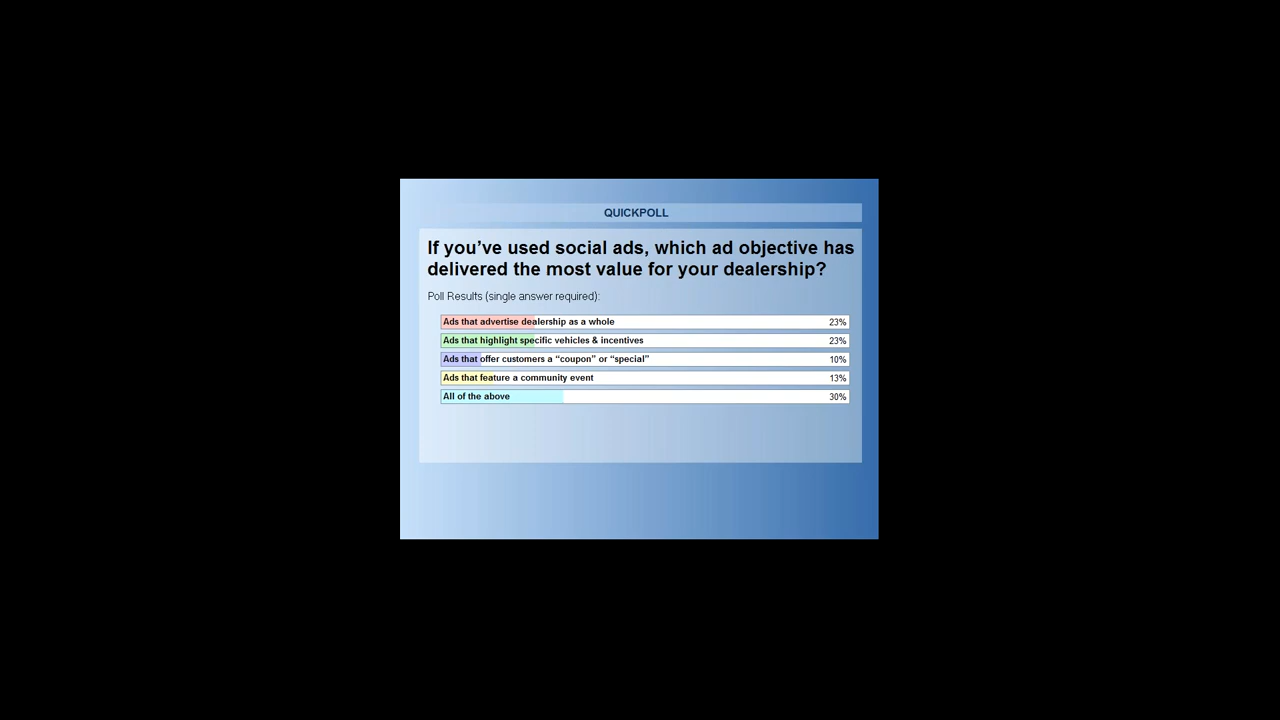 QUICKPOLL
If you’ve used social ads, which ad objective has
delivered the most value for your dealership?
Poll Results (single answer required):
Ads that advertise dealership as a whole 23%
Ads that highlight specific vehicles & incentives 23%
Ads that offer customers a “coupon” or “special” 10%
Ads that feature a community event 13%
All of the above 30%